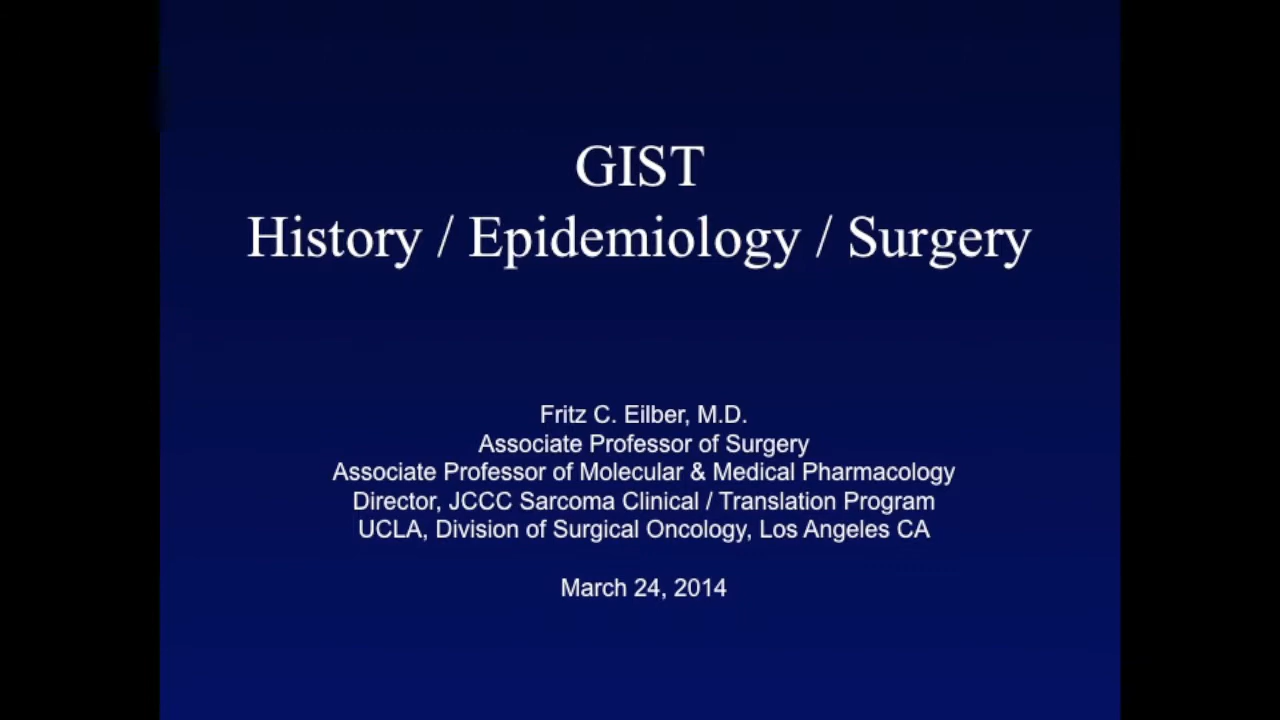 GIST
History / Epidemiology / Surgery
Fritz C. Eilber, M.D.
Associate Professor of Surgery
Associate Professor of Molecular & Medical Pharmacology
Director, JCCC Sarcoma Clinical / Translation Program
UCLA, Division of Surgical Oncology, Los Angeles CA
March 24, 2014